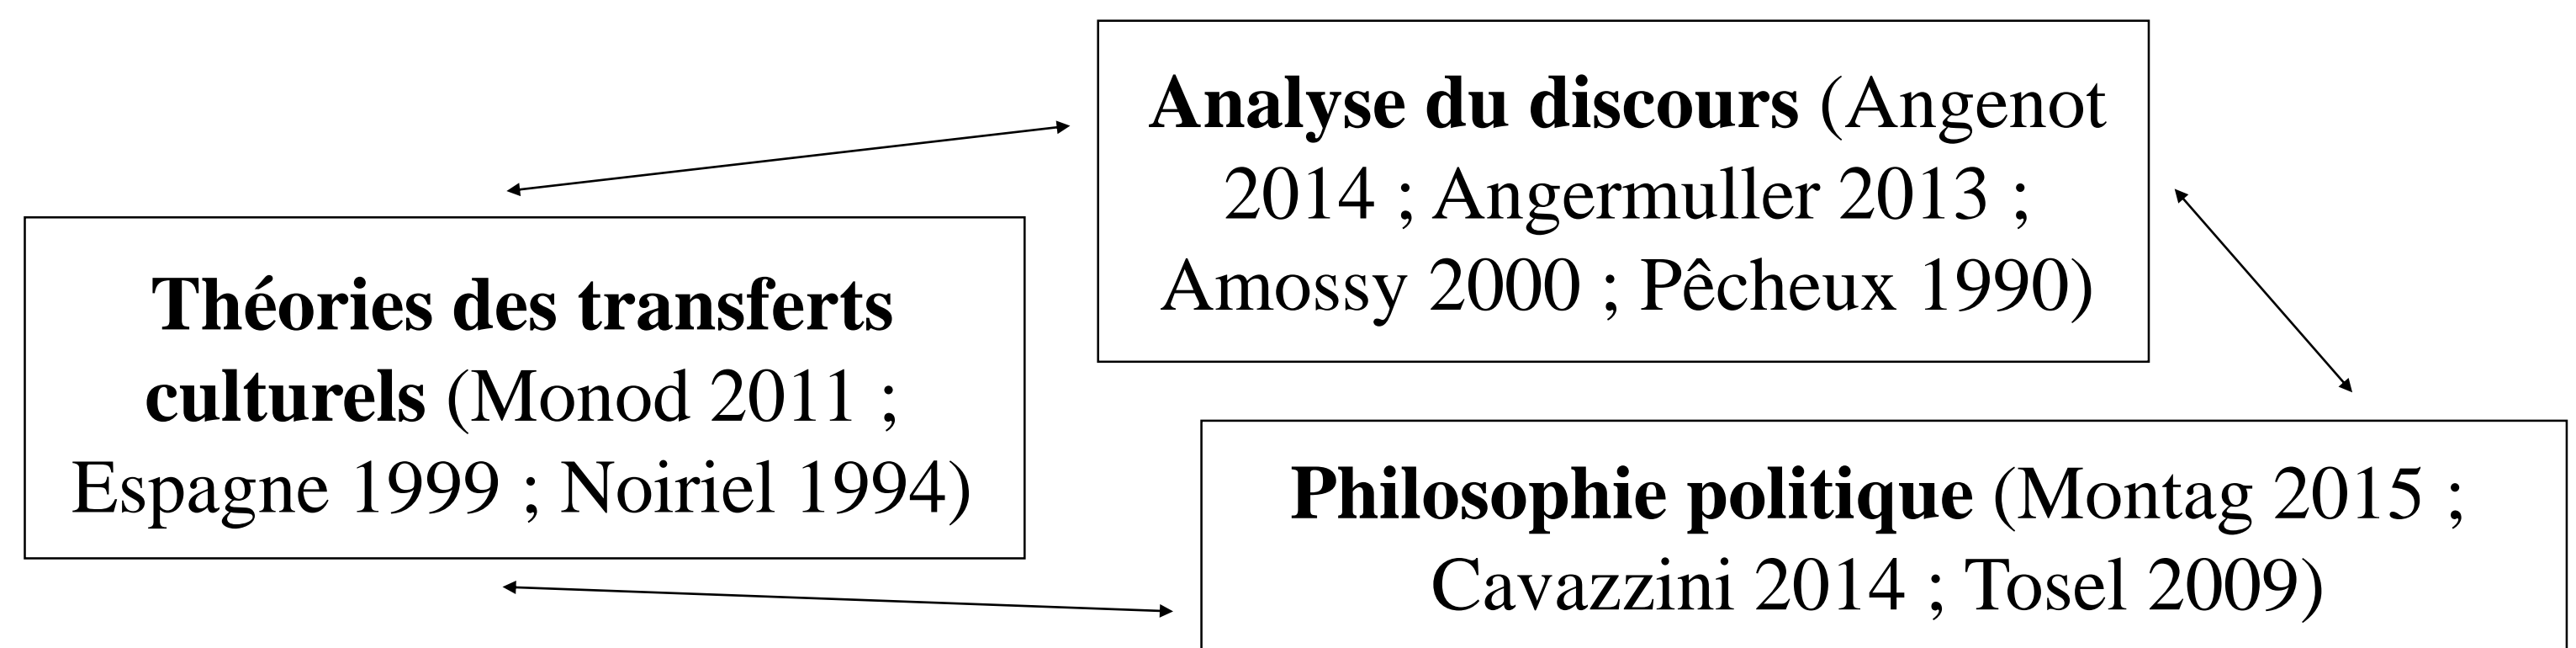 Analyse du discours (Angenot
2014 ; Angermuller 2013 ;
Amossy 2000 ; Pêcheux 1990)
Théories des transferts
culturels (Monod 2011 ;
Espagne 1999 ; Noiriel 1994)
Philosophie politique (Montag 2015 ;
Cavazzini 2014 ; Tosel 2009)